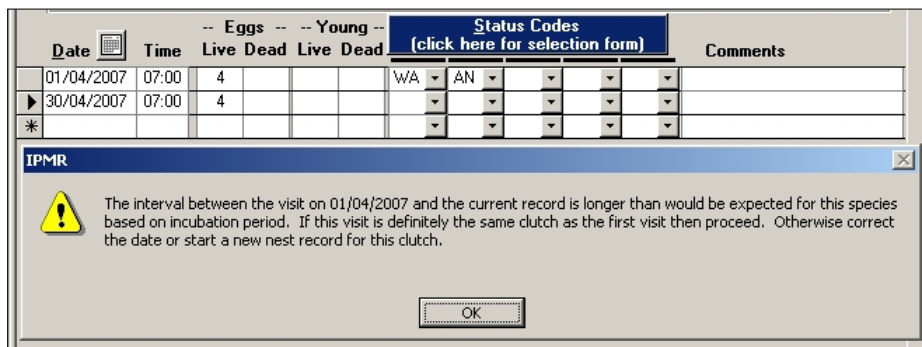 -- Eggs -- -- Young -- Status Codes
Date Time Live Dead Live Dead (click here for selection form) Comments
01/04/2007 07:00 4 WA AN
30/04/2007 07:00 4
IPMR
The interval between the visit on 01/04/2007 and the current record is longer than would be expected for this species
based on incubation period. If this visit is definitely the same clutch as the first visit then proceed. Otherwise correct
the date or start a new nest record for this clutch.
OK